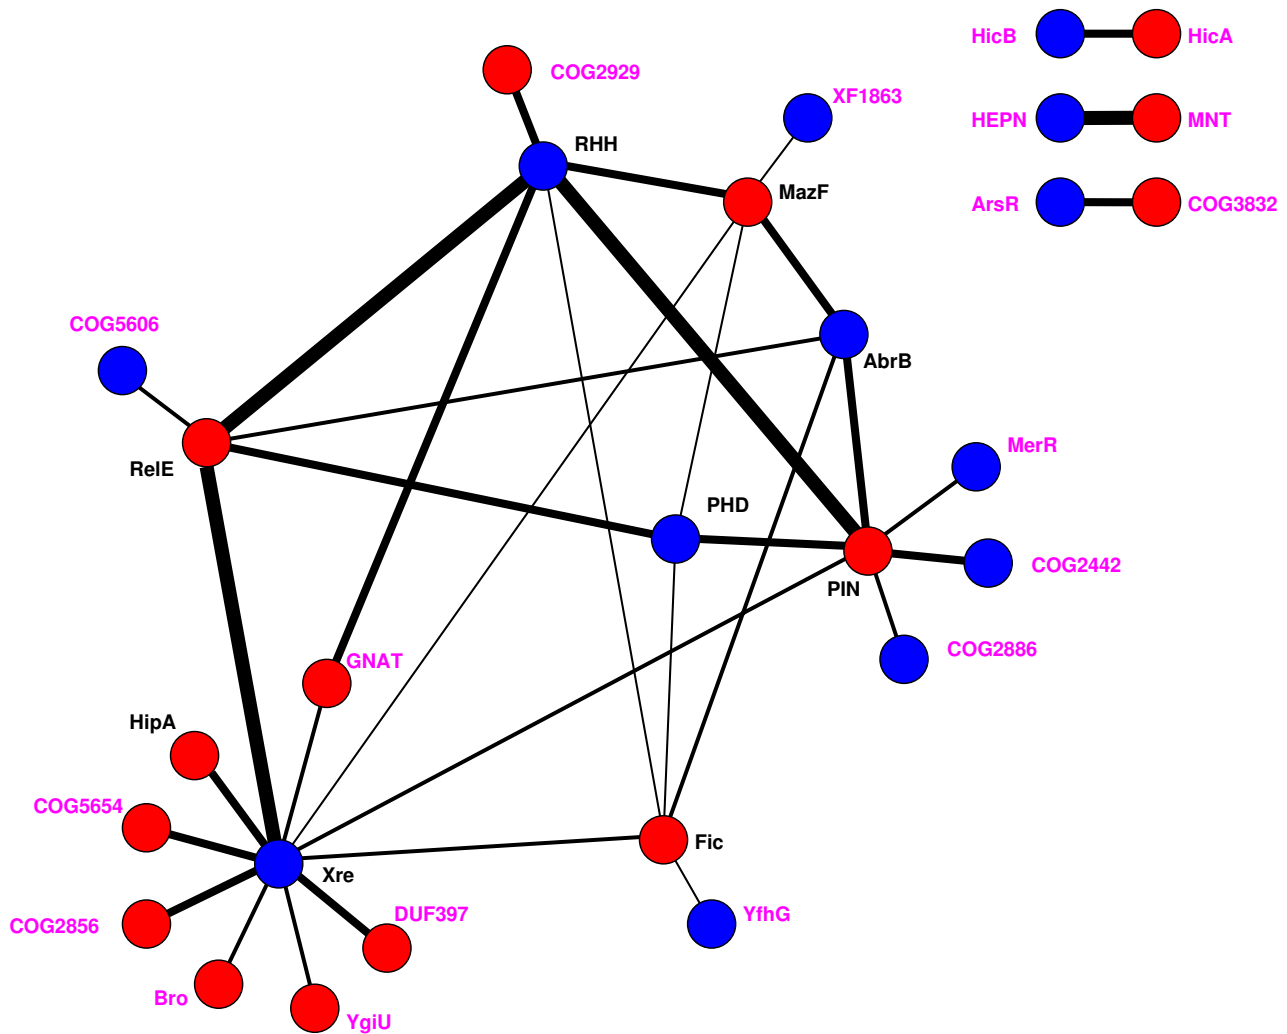 HicB
HicA
COG2929
XF1863
HEPN
MNT
RHH
MazF
ArsR
COG3832
COG5606
AbrB
MerR
RelE
PHD
COG2442
PIN
COG2886
GNAT
HipA
COG5654
Fic
Xre
DUF397
YfhG
COG2856
Bro
YgiU